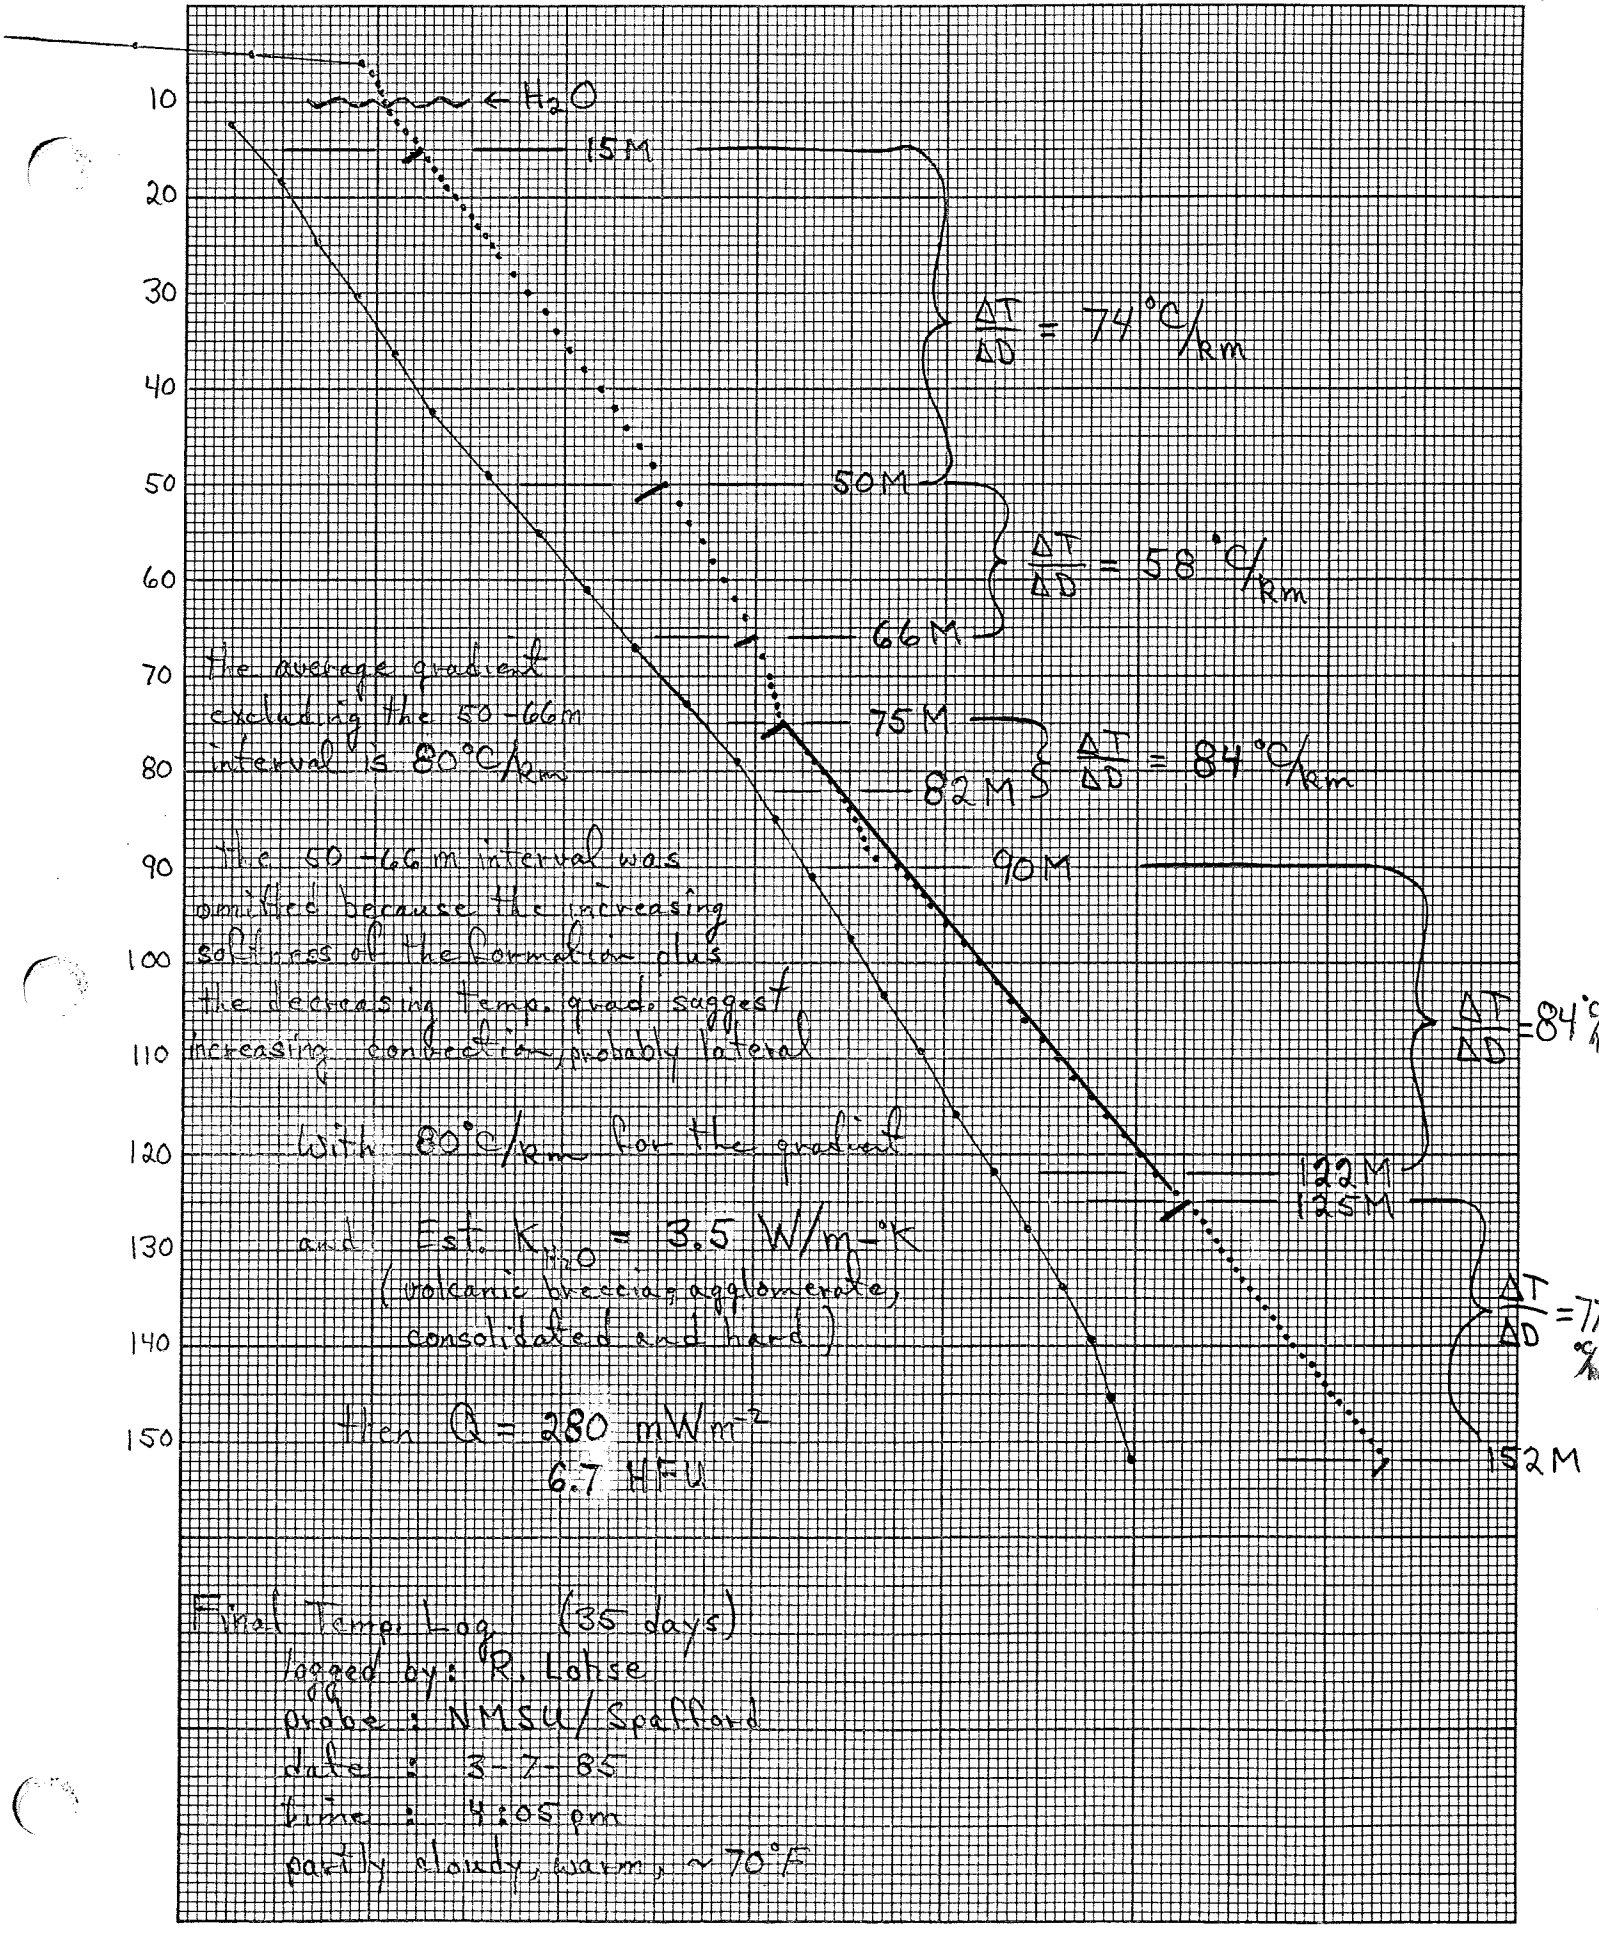 10
← H₂O
15M
20
30
ΔT/ΔD = 74°C/km
40
50
50M
ΔT/ΔD = 58°C/km
60
66M
the average gradient
70
excluding the 50-66m
75M
interval is 80°C/km
ΔT/ΔD = 84°C/km
80
82M
the 50-66m interval was
90
90M
omitted because the increasing
softness of the formation plus
100
the decreasing temp. grad. suggest
ΔT/ΔD = 84°C/
increasing convection, probably lateral
110
With 80°C/km for the gradient
120
122M
125M
and Est. K_H₂O = 3.5 W/m-°K
130
(volcanic breccia, agglomerate,
consolidated and hard)
ΔT/ΔD = 77
°C/
140
then Q = 280 mWm⁻²
150
152M
6.7 HFU
Final Temp. Log (35 days)
logged by: R. Lohse
probe : NMSU/Spafford
date : 3-7-85
time : 4:05pm
partly cloudy, warm, ~70°F